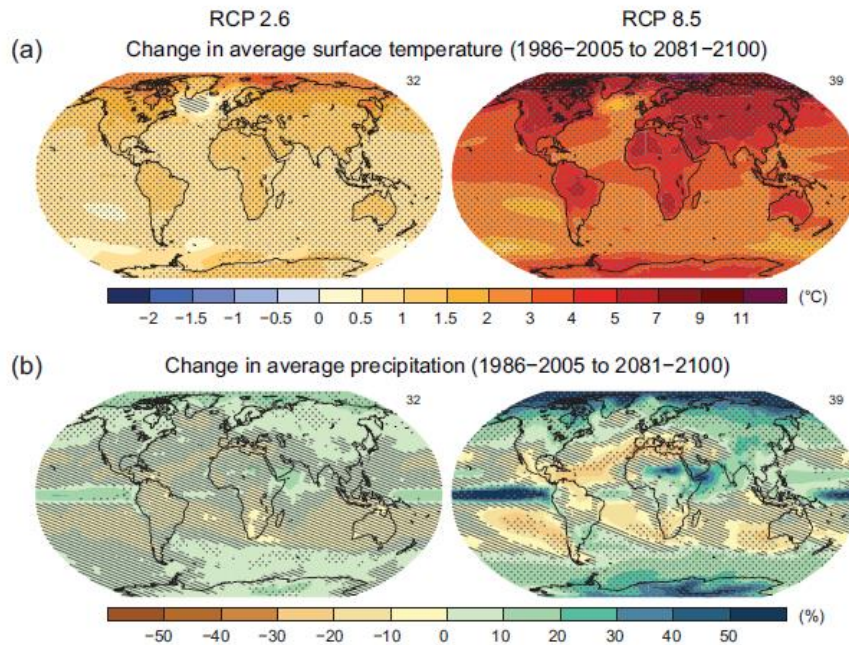 RCP 2.6 RCP 8.5
(a) Change in average surface temperature (1986−2005 to 2081−2100)
32 39
(°C)
−2 −1.5 −1 −0.5 0 0.5 1 1.5 2 3 4 5 7 9 11
(b) Change in average precipitation (1986−2005 to 2081−2100)
32 39
(%)
−50 −40 −30 −20 −10 0 10 20 30 40 50